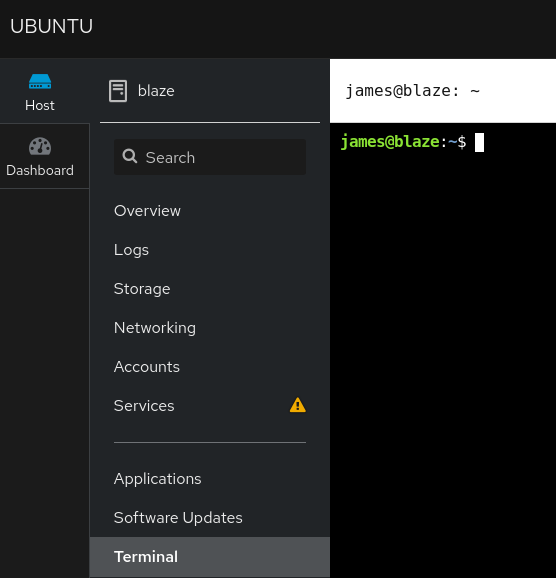 UBUNTU
Host
Dashboard
blaze
Search
Overview
Logs
Storage
Networking
Accounts
Services
Applications
Software Updates
Terminal
james@blaze: ~
james@blaze:~$